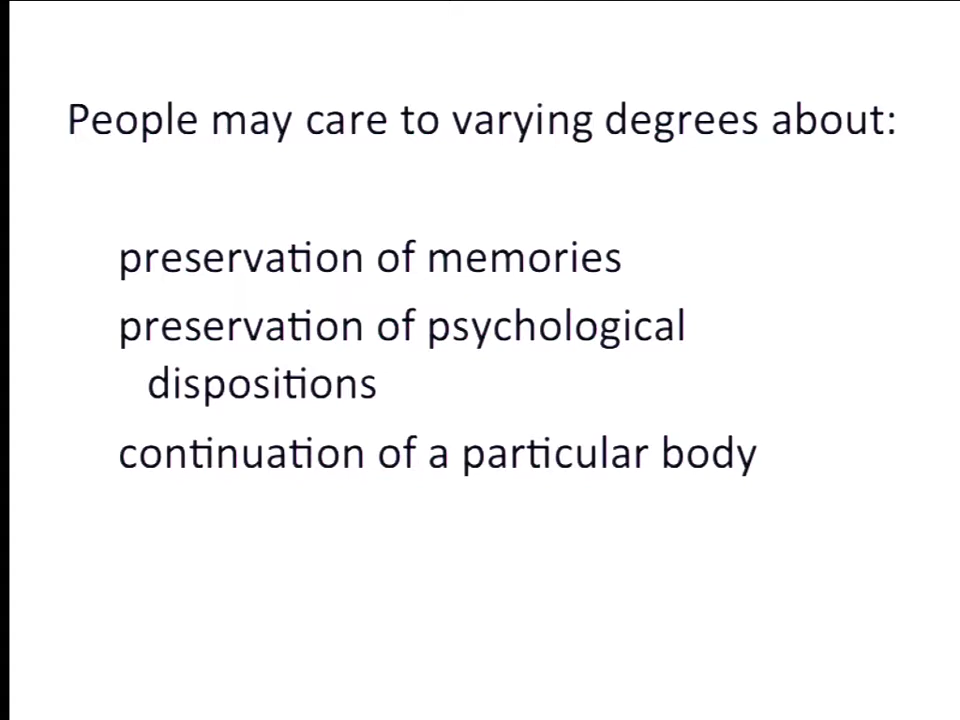 People may care to varying degrees about:
preservation of memories
preservation of psychological
dispositions
continuation of a particular body